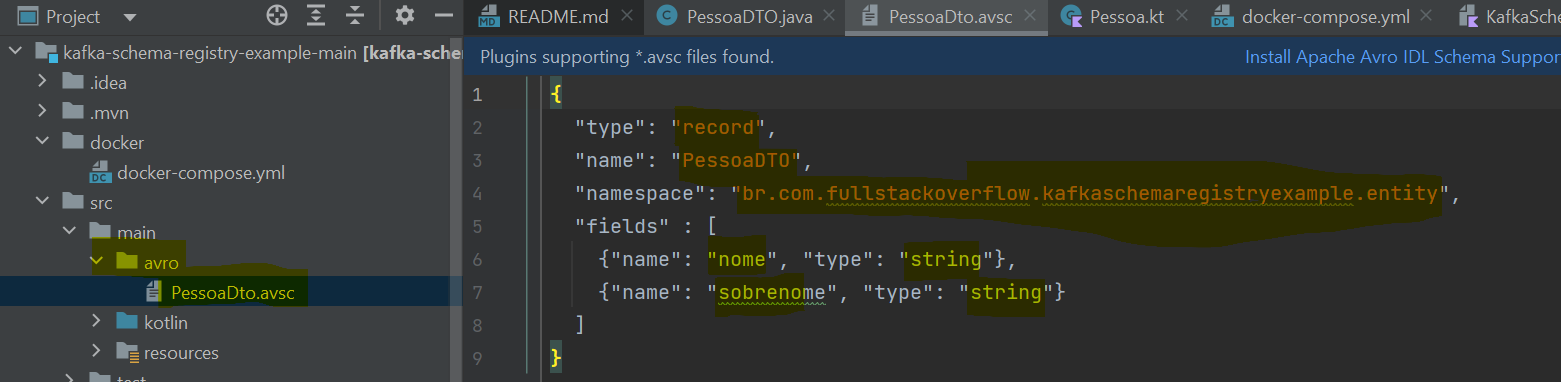 Project
README.md
PessoaDTO.java
PessoaDto.avsc
Pessoa.kt
docker-compose.yml
KafkaSche
kafka-schema-registry-example-main [kafka-sche
.idea
.mvn
docker
docker-compose.yml
src
main
avro
PessoaDto.avsc
kotlin
resources
test
Plugins supporting *.avsc files found.
Install Apache Avro IDL Schema Suppor
1 {
2 "type": "record",
3 "name": "PessoaDTO",
4 "namespace": "br.com.fullstackoverflow.kafkaschemaregistryexample.entity",
5 "fields" : [
6 {"name": "nome", "type": "string"},
7 {"name": "sobrenome", "type": "string"}
8 ]
9 }